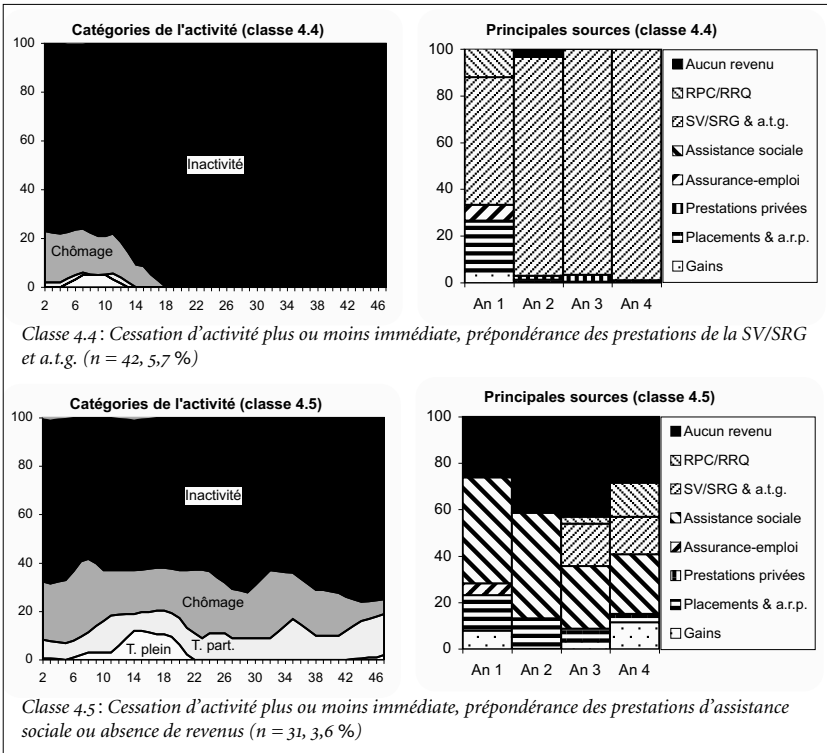 Catégories de l'activité (classe 4.4)
100
80
60
40
20
0
Inactivité
Chômage
2 6 10 14 18 22 26 30 34 38 42 46
Principales sources (classe 4.4)
100
80
60
40
20
0
An 1 An 2 An 3 An 4
Aucun revenu
RPC/RRQ
SV/SRG & a.t.g.
Assistance sociale
Assurance-emploi
Prestations privées
Placements & a.r.p.
Gains
Classe 4.4 : Cessation d'activité plus ou moins immédiate, prépondérance des prestations de la SV/SRG
et a.t.g. (n = 42, 5,7 %)
Catégories de l'activité (classe 4.5)
100
80
60
40
20
0
Inactivité
Chômage
T. plein
T. part.
2 6 10 14 18 22 26 30 34 38 42 46
Principales sources (classe 4.5)
100
80
60
40
20
0
An 1 An 2 An 3 An 4
Aucun revenu
RPC/RRQ
SV/SRG & a.t.g.
Assistance sociale
Assurance-emploi
Prestations privées
Placements & a.r.p.
Gains
Classe 4.5 : Cessation d'activité plus ou moins immédiate, prépondérance des prestations d'assistance
sociale ou absence de revenus (n = 31, 3,6 %)